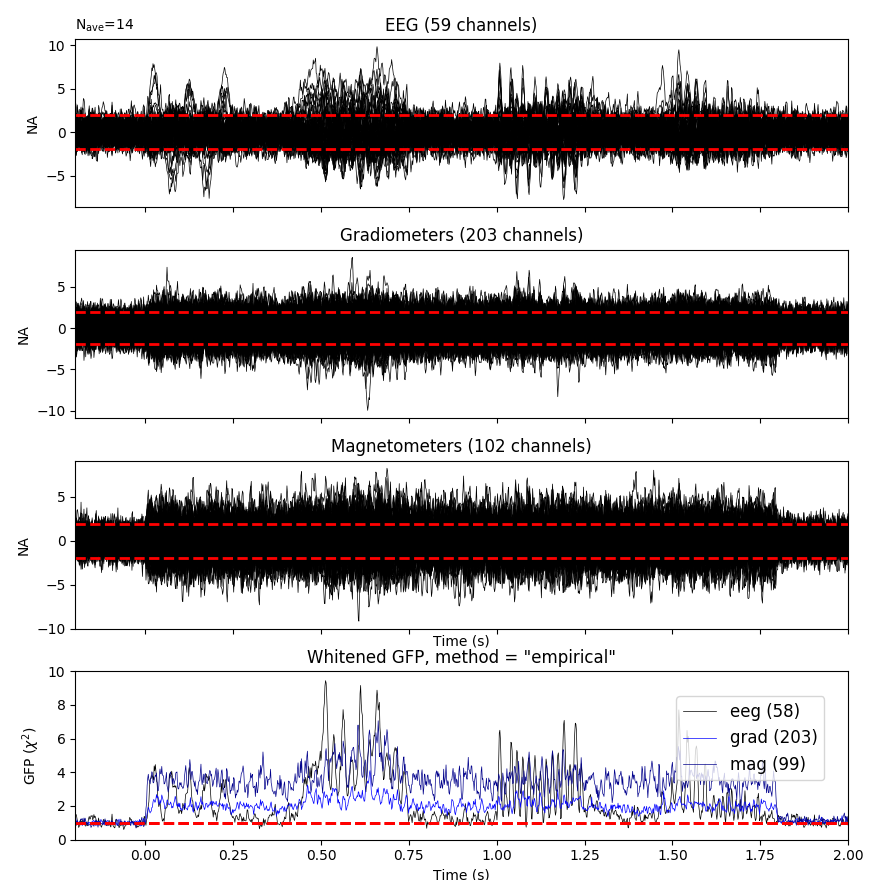 N_ave=14
EEG (59 channels)
10
5
0
−5
NA
Gradiometers (203 channels)
5
0
−5
−10
NA
Magnetometers (102 channels)
5
0
−5
−10
NA
Time (s)
Whitened GFP, method = "empirical"
10
8
6
4
2
0
GFP (χ²)
eeg (58)
grad (203)
mag (99)
0.00 0.25 0.50 0.75 1.00 1.25 1.50 1.75 2.00
Time (s)